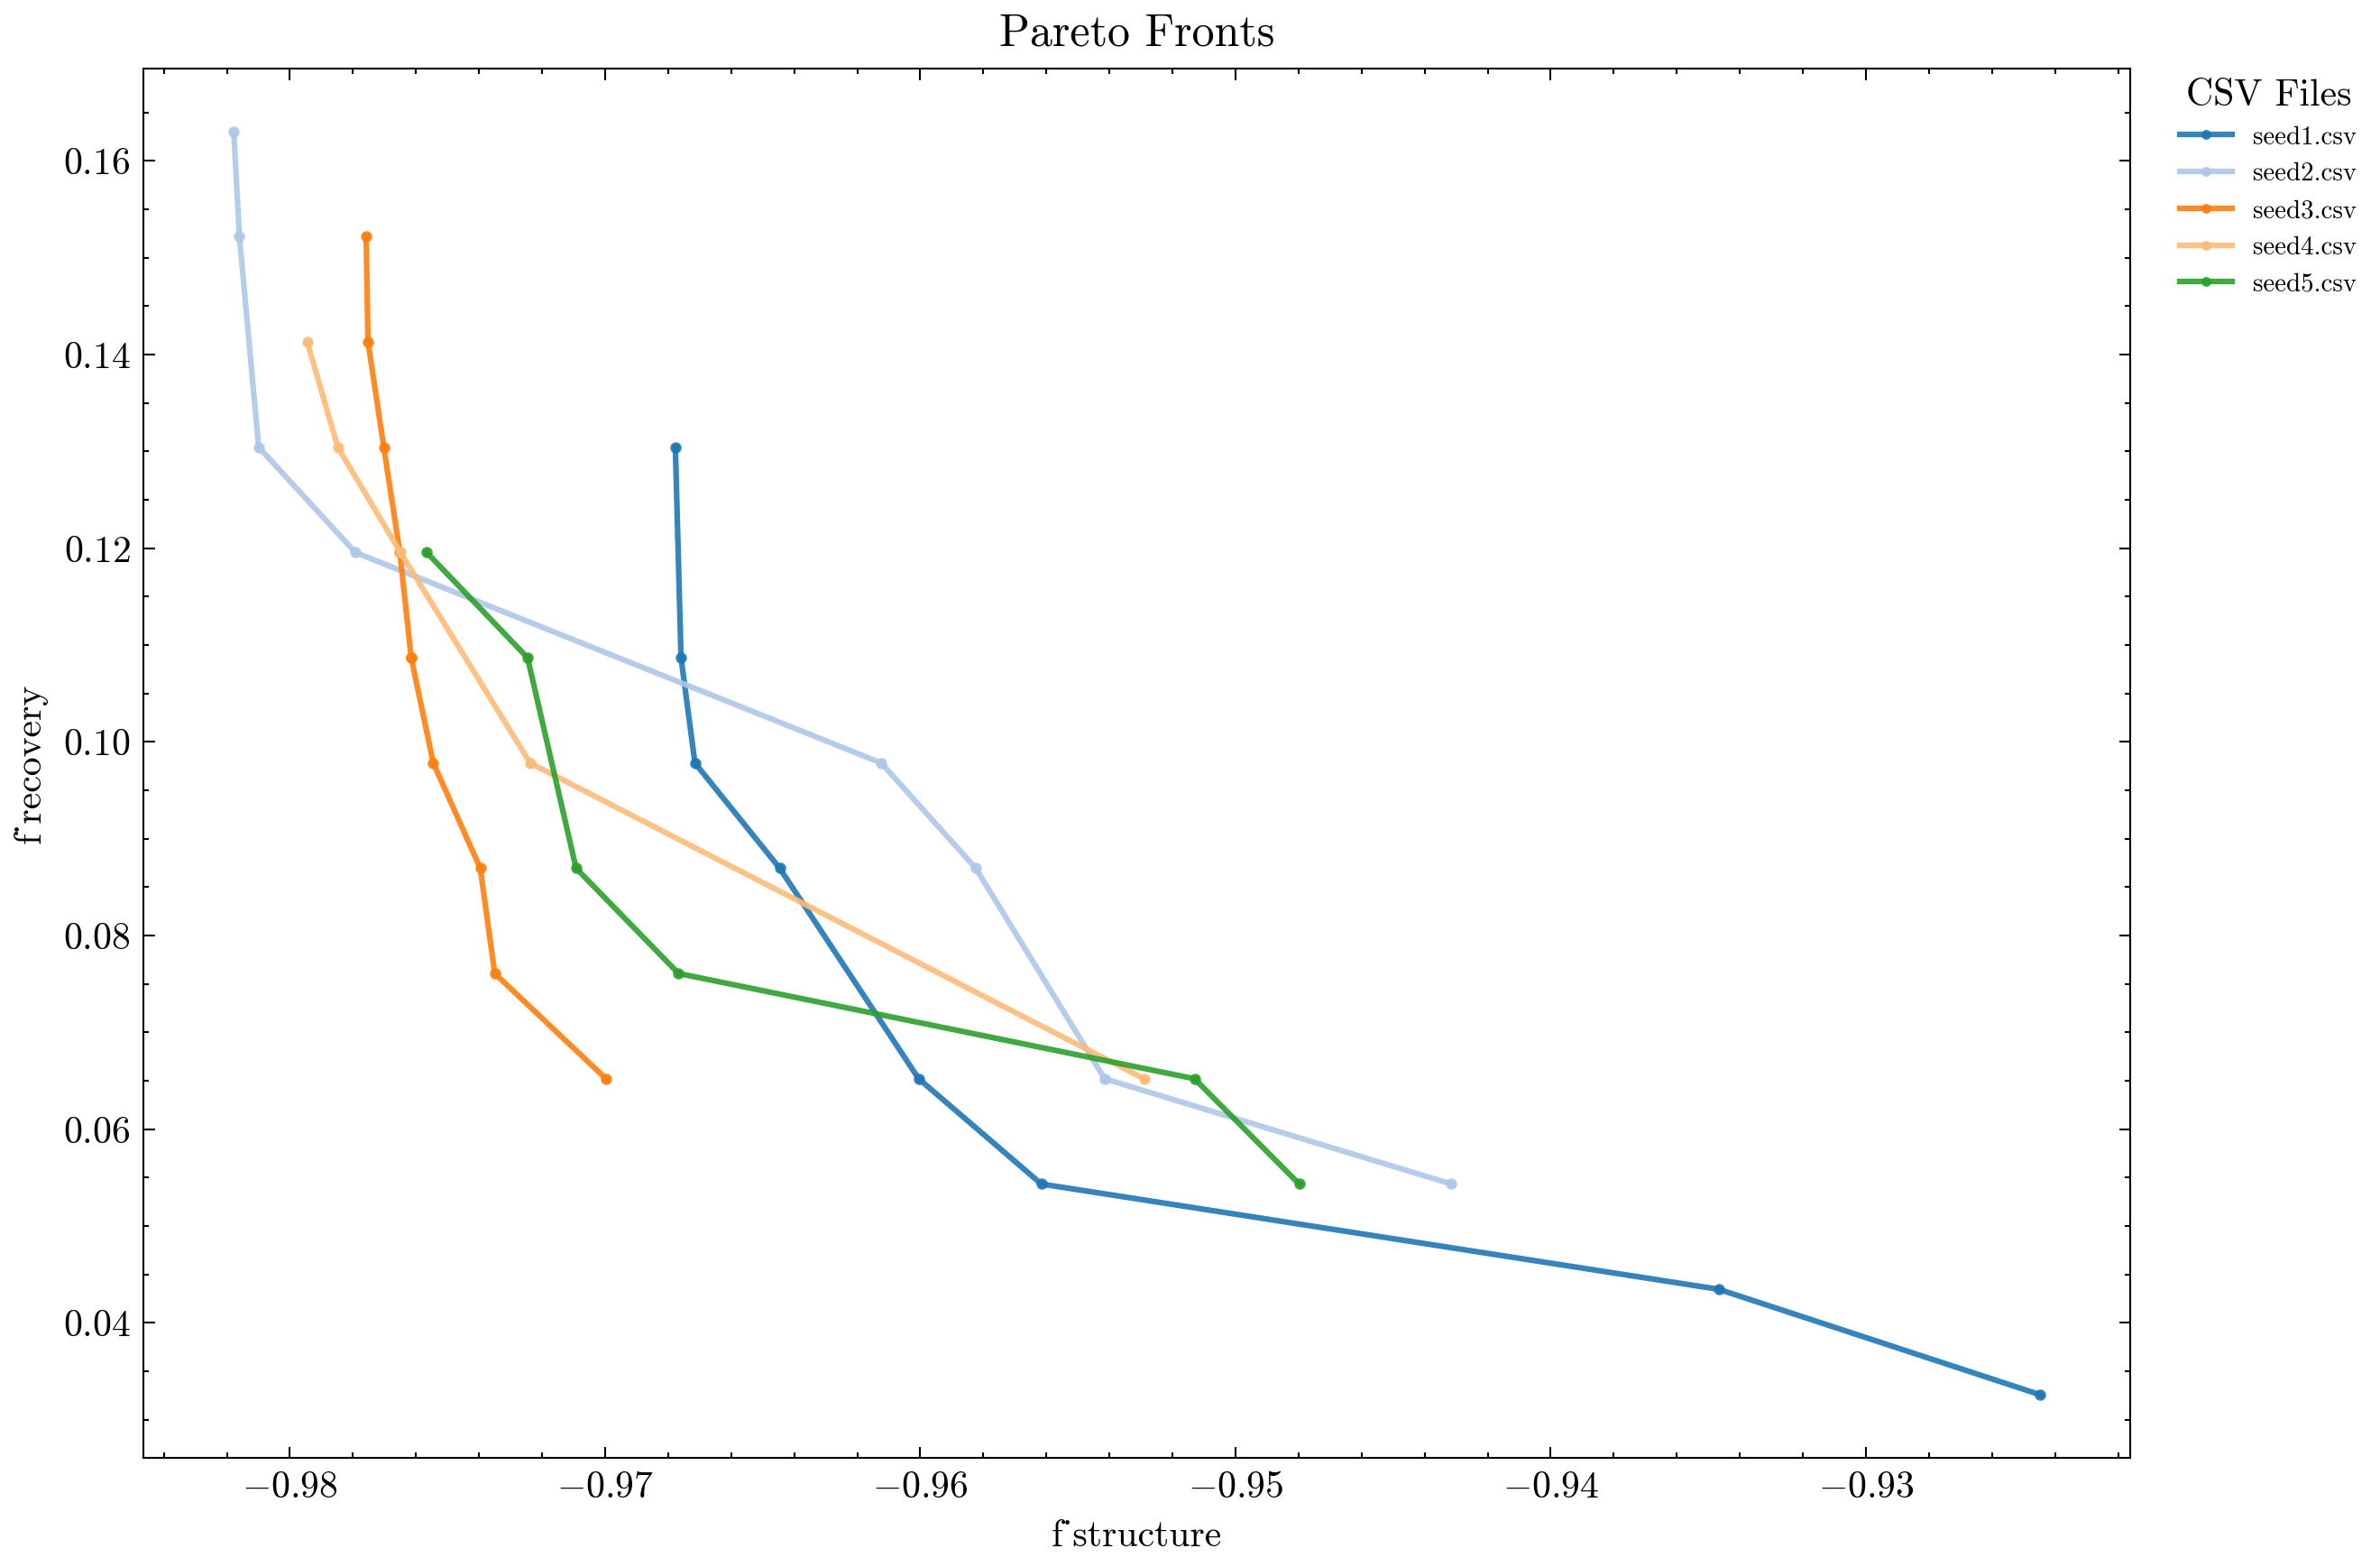 Pareto Fronts
CSV Files
seed1.csv
seed2.csv
seed3.csv
seed4.csv
seed5.csv
f˙recovery
0.16
0.14
0.12
0.10
0.08
0.06
0.04
−0.98
−0.97
−0.96
−0.95
−0.94
−0.93
f˙structure